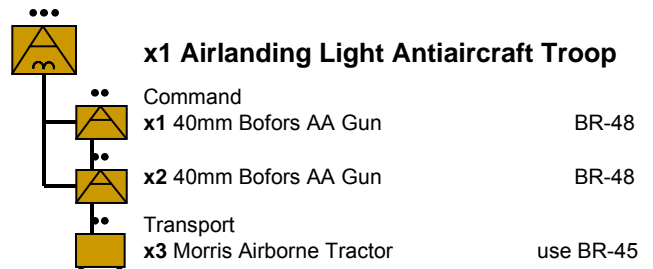 x1 Airlanding Light Antiaircraft Troop
Command
x1 40mm Bofors AA Gun BR-48
x2 40mm Bofors AA Gun BR-48
Transport
x3 Morris Airborne Tractor use BR-45